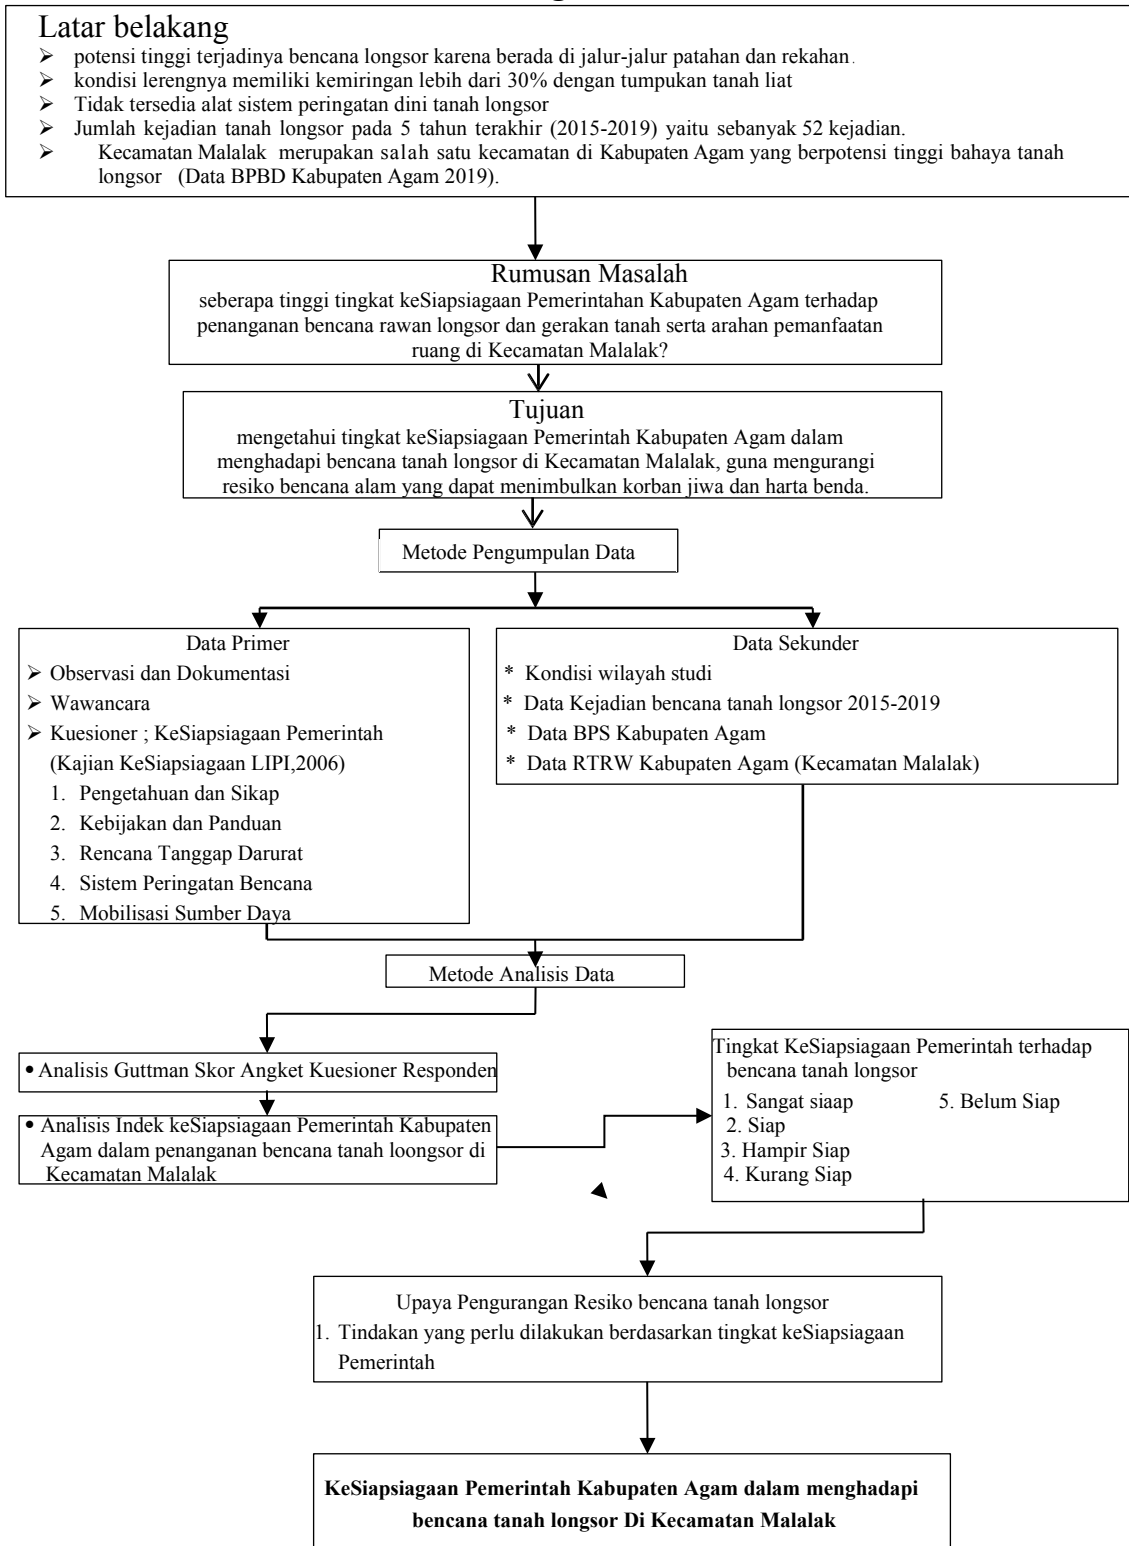 Latar belakang
➢ potensi tinggi terjadinya bencana longsor karena berada di jalur-jalur patahan dan rekahan.
➢ kondisi lerengnya memiliki kemiringan lebih dari 30% dengan tumpukan tanah liat
➢ Tidak tersedia alat sistem peringatan dini tanah longsor
➢ Jumlah kejadian tanah longsor pada 5 tahun terakhir (2015-2019) yaitu sebanyak 52 kejadian.
➢ Kecamatan Malalak merupakan salah satu kecamatan di Kabupaten Agam yang berpotensi tinggi bahaya tanah
longsor (Data BPBD Kabupaten Agam 2019).
Rumusan Masalah
seberapa tinggi tingkat keSiapsiagaan Pemerintahan Kabupaten Agam terhadap
penanganan bencana rawan longsor dan gerakan tanah serta arahan pemanfaatan
ruang di Kecamatan Malalak?
Tujuan
mengetahui tingkat keSiapsiagaan Pemerintah Kabupaten Agam dalam
menghadapi bencana tanah longsor di Kecamatan Malalak, guna mengurangi
resiko bencana alam yang dapat menimbulkan korban jiwa dan harta benda.
Metode Pengumpulan Data
Data Primer
➢ Observasi dan Dokumentasi
➢ Wawancara
➢ Kuesioner ; KeSiapsiagaan Pemerintah
(Kajian KeSiapsiagaan LIPI,2006)
1. Pengetahuan dan Sikap
2. Kebijakan dan Panduan
3. Rencana Tanggap Darurat
4. Sistem Peringatan Bencana
5. Mobilisasi Sumber Daya
Data Sekunder
* Kondisi wilayah studi
* Data Kejadian bencana tanah longsor 2015-2019
* Data BPS Kabupaten Agam
* Data RTRW Kabupaten Agam (Kecamatan Malalak)
Metode Analisis Data
• Analisis Guttman Skor Angket Kuesioner Responden
• Analisis Indek keSiapsiagaan Pemerintah Kabupaten
Agam dalam penanganan bencana tanah loongsor di
Kecamatan Malalak
Tingkat KeSiapsiagaan Pemerintah terhadap
bencana tanah longsor
1. Sangat siaap 5. Belum Siap
2. Siap
3. Hampir Siap
4. Kurang Siap
Upaya Pengurangan Resiko bencana tanah longsor
1. Tindakan yang perlu dilakukan berdasarkan tingkat keSiapsiagaan
Pemerintah
KeSiapsiagaan Pemerintah Kabupaten Agam dalam menghadapi
bencana tanah longsor Di Kecamatan Malalak